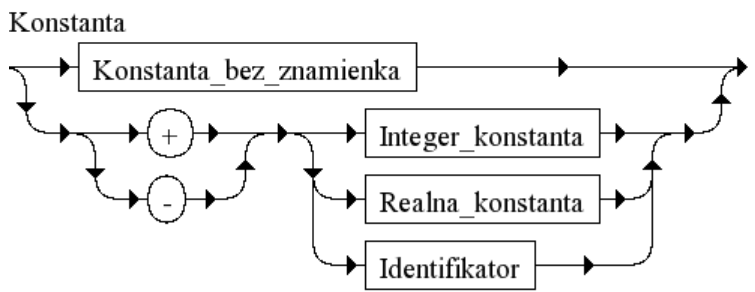 Konstanta
Konstanta_bez_znamienka
+
Integer_konstanta
-
Realna_konstanta
Identifikator